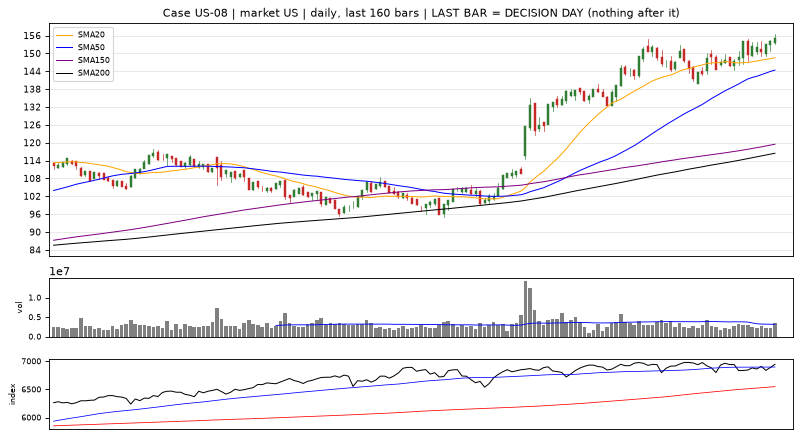 Case US-08 | market US | daily, last 160 bars | LAST BAR = DECISION DAY (nothing after it)
SMA20
SMA50
SMA150
SMA200
156
150
144
138
132
126
120
114
108
102
96
90
84
1e7
1.0
0.5
0.0
vol
7000
6500
6000
index